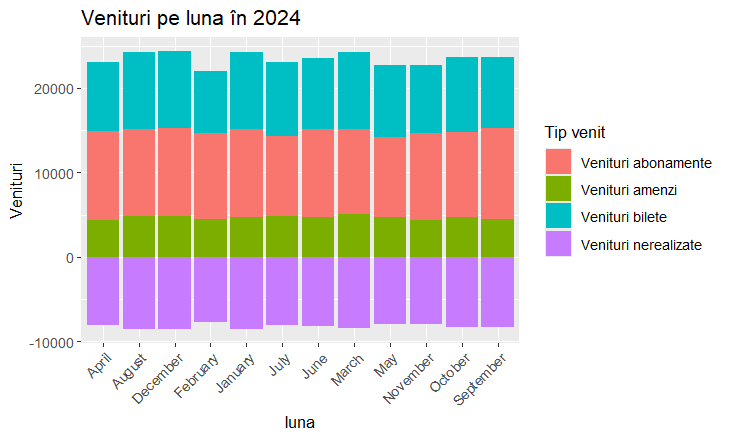 Venituri pe luna în 2024
Venituri
20000
10000
0
-10000
April
August
December
February
January
July
June
March
May
November
October
September
luna
Tip venit
Venituri abonamente
Venituri amenzi
Venituri bilete
Venituri nerealizate